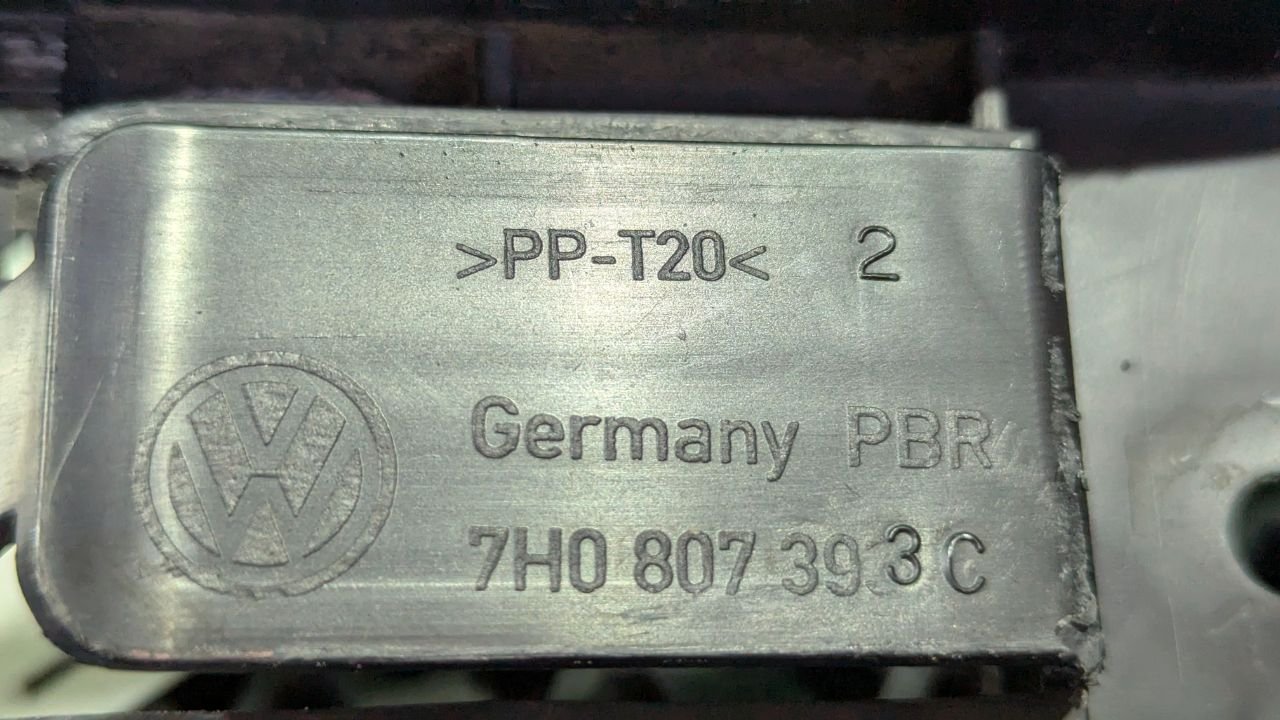 >PP-T20< 2
Germany PBR
7H0 807 393 C